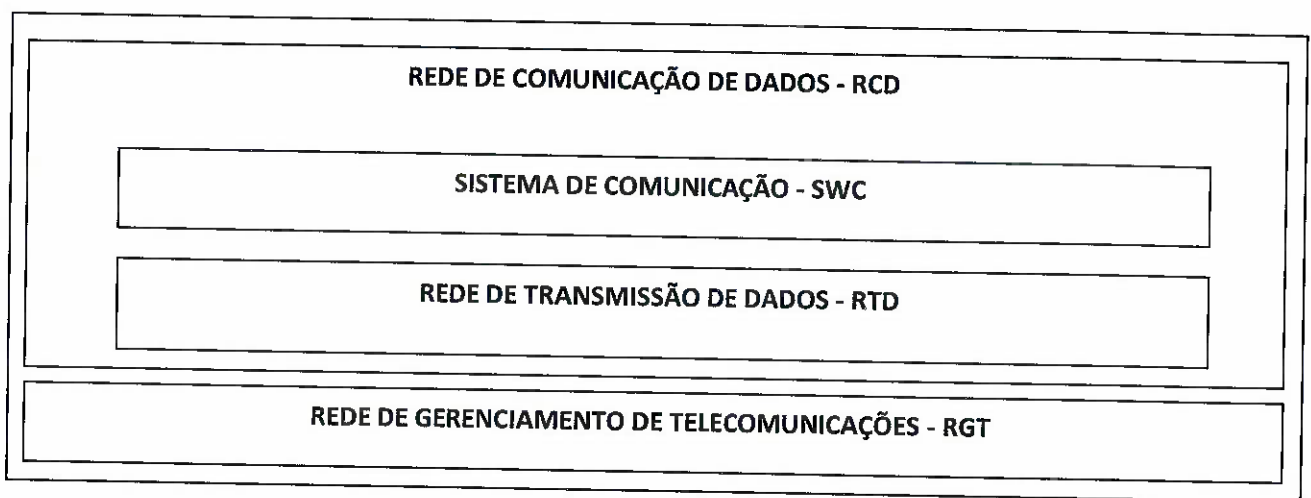 REDE DE COMUNICAÇÃO DE DADOS - RCD
SISTEMA DE COMUNICAÇÃO - SWC
REDE DE TRANSMISSÃO DE DADOS - RTD
REDE DE GERENCIAMENTO DE TELECOMUNICAÇÕES - RGT